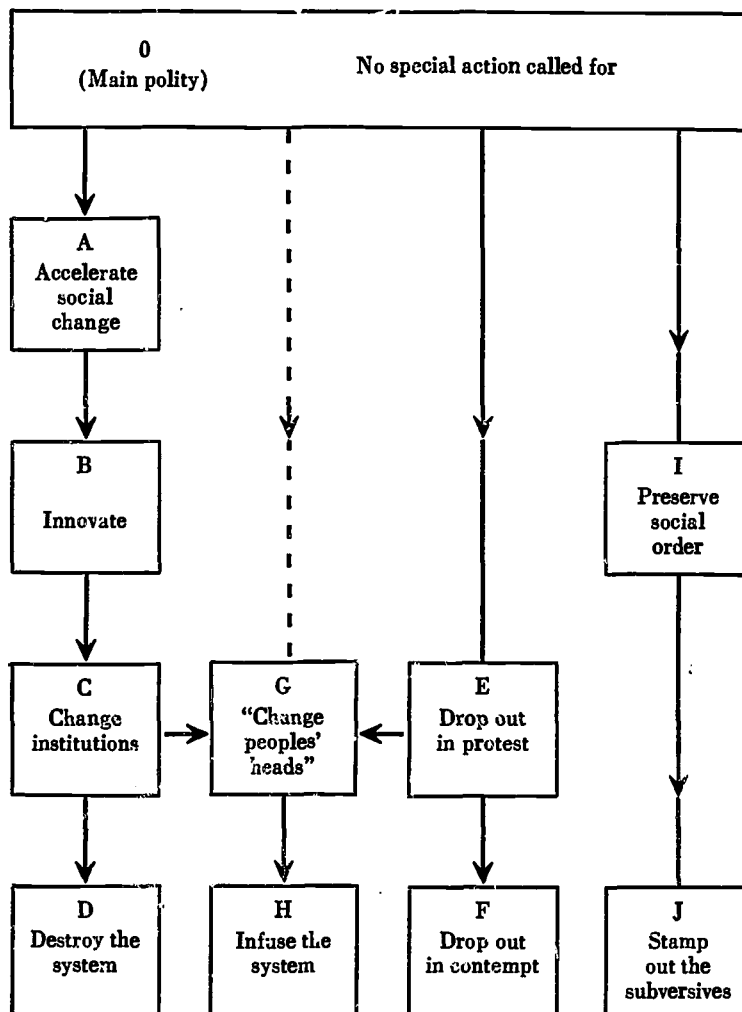 0
(Main polity)
No special action called for
A
Accelerate
social
change
B
Innovate
I
Preserve
social
order
C
Change
institutions
G
“Change
peoples’
heads”
E
Drop out
in protest
D
Destroy the
system
H
Infuse the
system
F
Drop out
in contempt
J
Stamp
out the
subversives